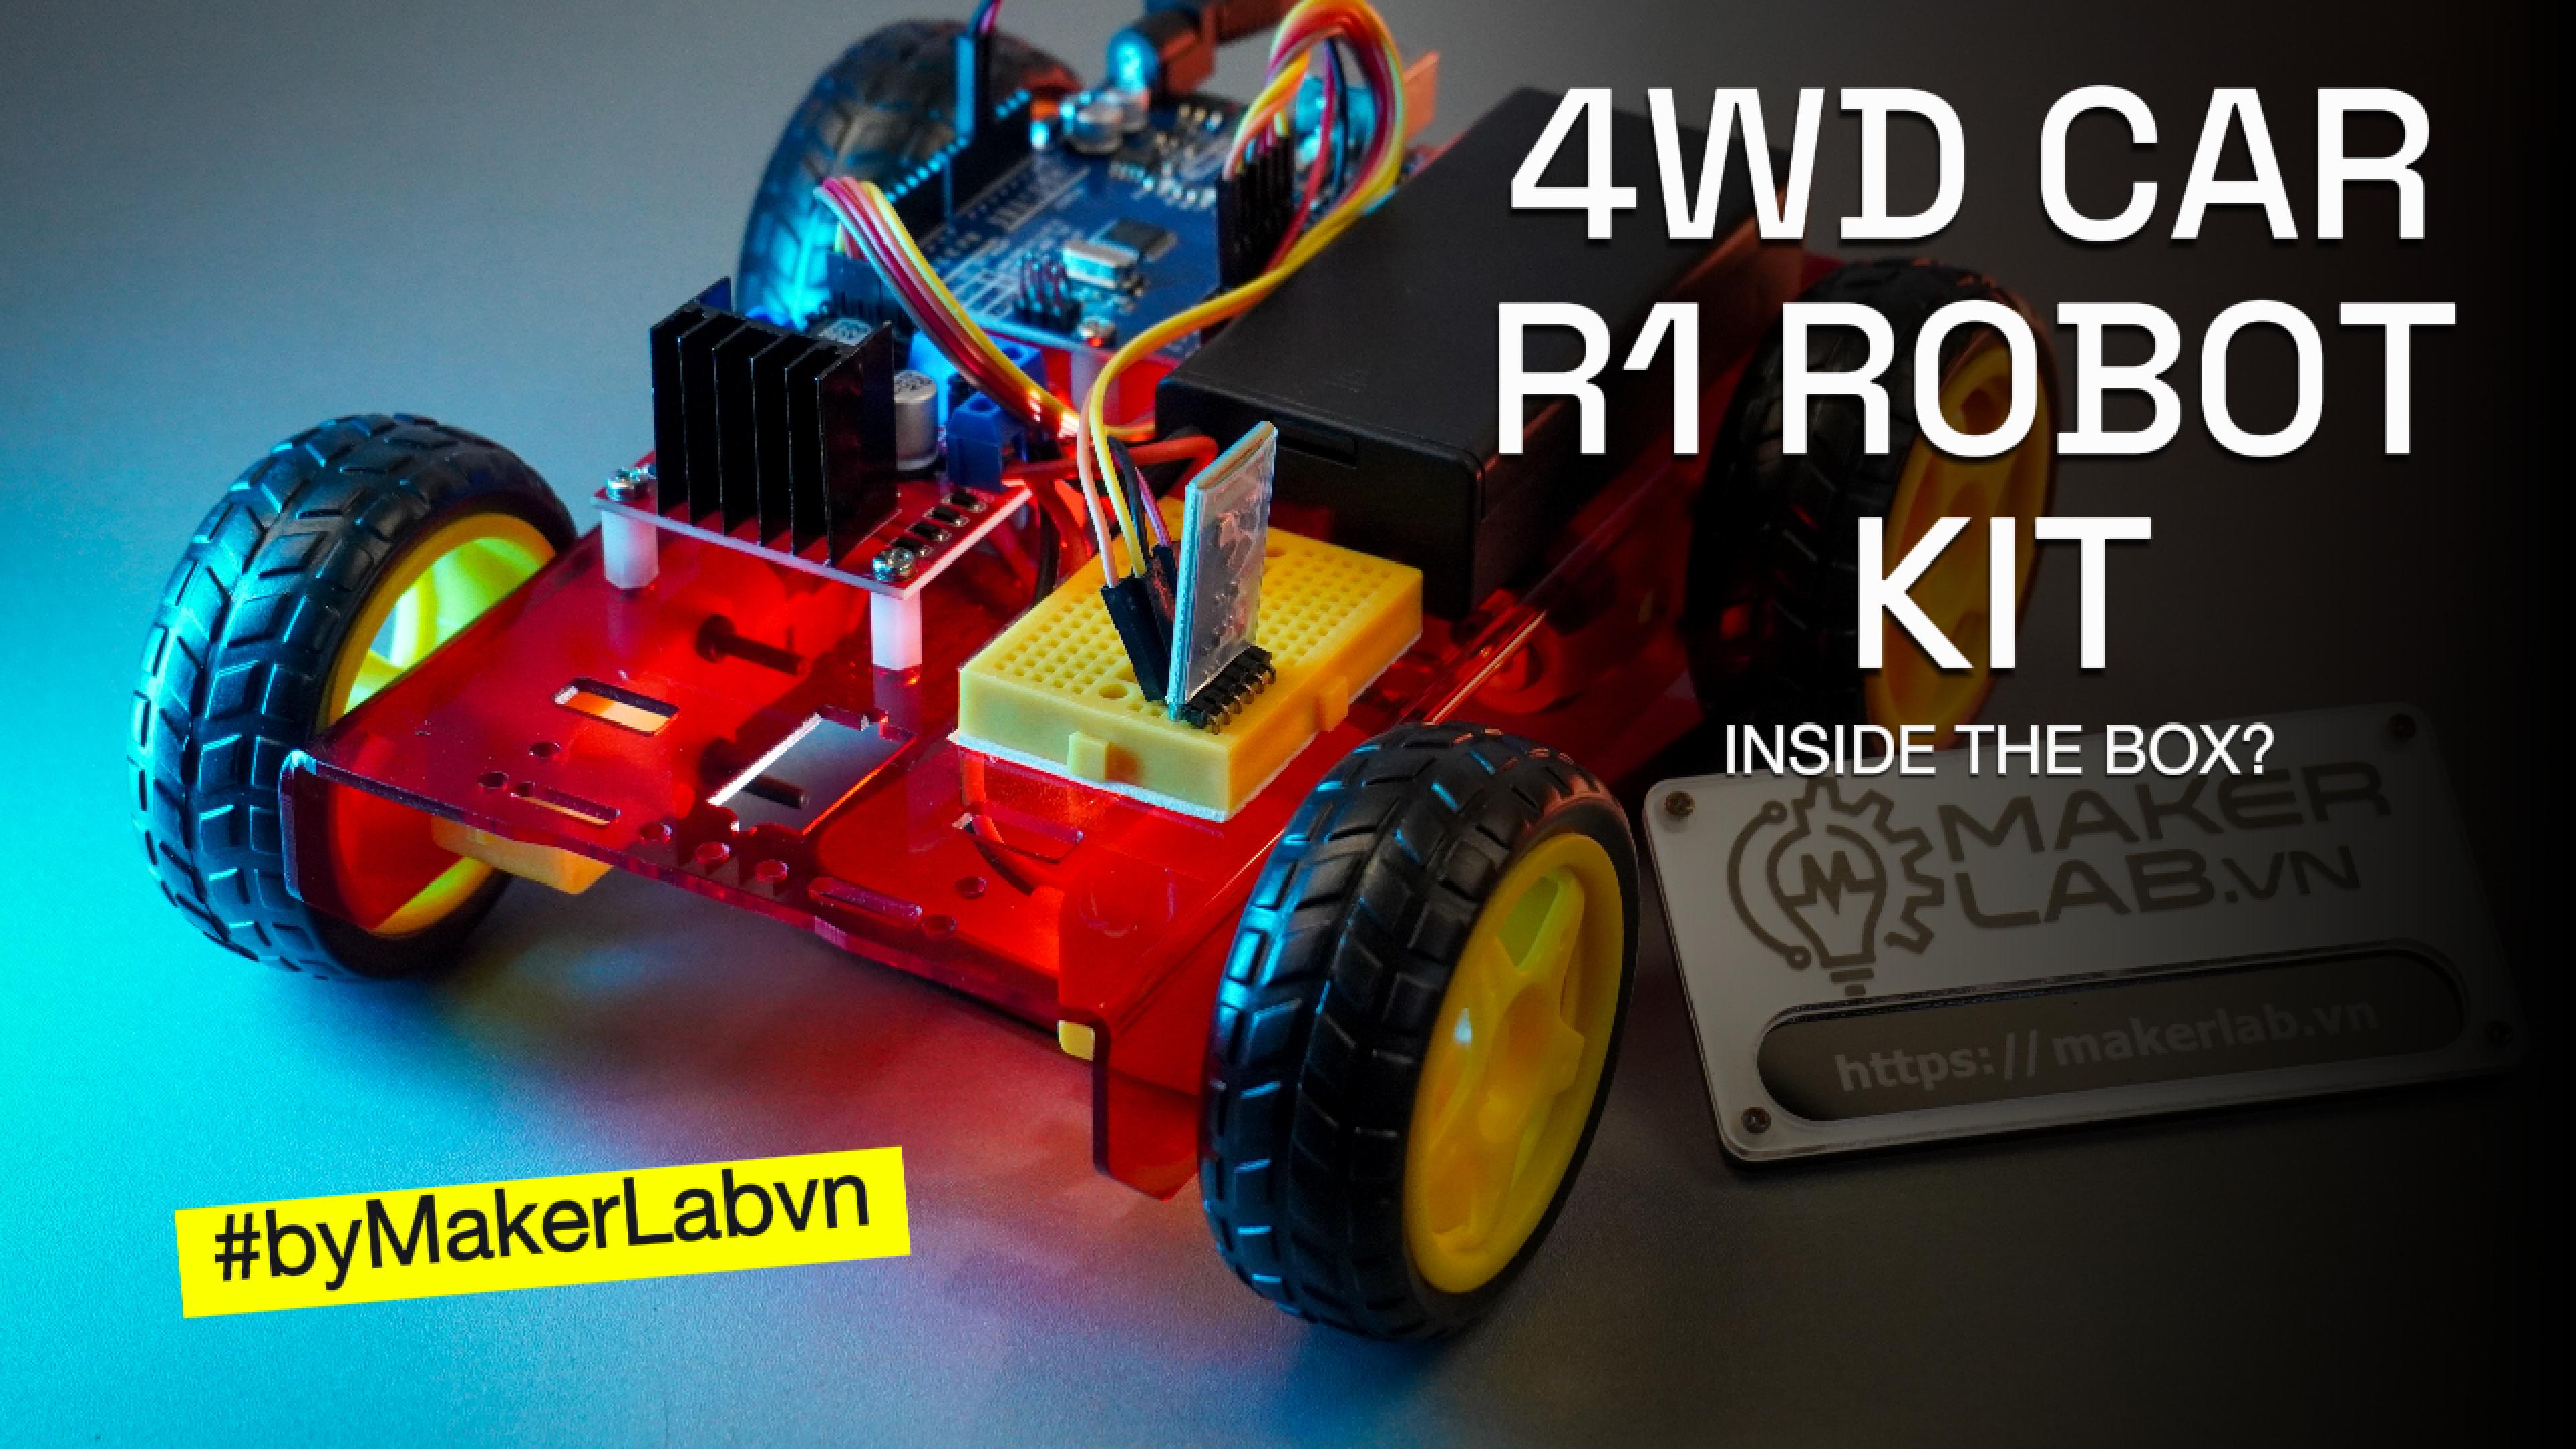 4WD CAR
R1 ROBOT
KIT
INSIDE THE BOX?
MAKER
LAB.VN
https://makerlab.vn
#byMakerLabvn